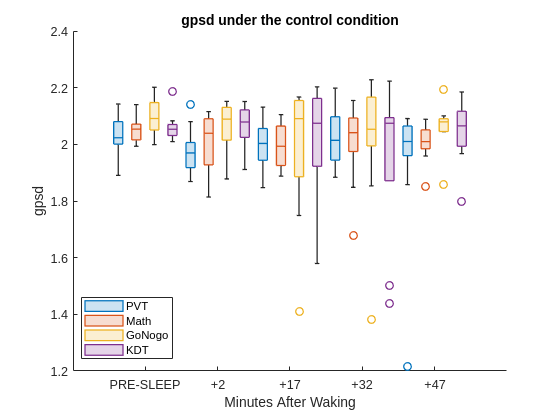 gpsd under the control condition
2.4
2.2
2
1.8
1.6
1.4
1.2
gpsd
PVT
Math
GoNogo
KDT
PRE-SLEEP +2 +17 +32 +47
Minutes After Waking